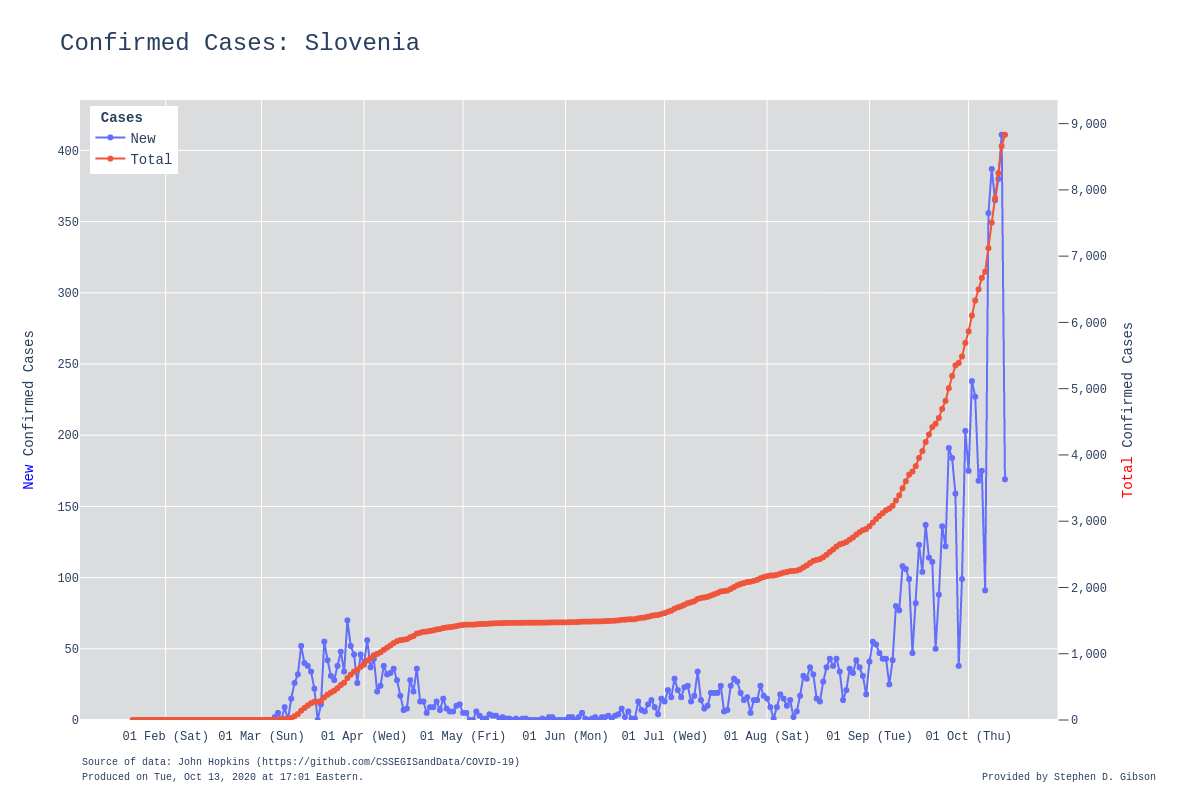 Confirmed Cases: Slovenia
Cases
New
Total
400
350
300
250
200
150
100
50
0
9,000
8,000
7,000
6,000
5,000
4,000
3,000
2,000
1,000
0
New Confirmed Cases
Total Confirmed Cases
01 Feb (Sat) 01 Mar (Sun) 01 Apr (Wed) 01 May (Fri) 01 Jun (Mon) 01 Jul (Wed) 01 Aug (Sat) 01 Sep (Tue) 01 Oct (Thu)
Source of data: John Hopkins (https://github.com/CSSEGISandData/COVID-19)
Produced on Tue, Oct 13, 2020 at 17:01 Eastern.
Provided by Stephen D. Gibson